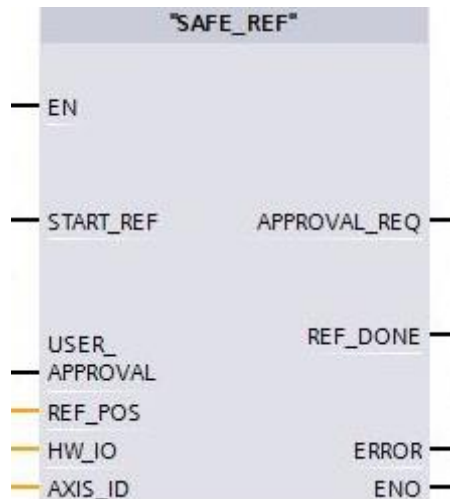 "SAFE_REF"
EN
START_REF APPROVAL_REQ
REF_DONE
USER_
APPROVAL
REF_POS
HW_IO ERROR
AXIS_ID ENO